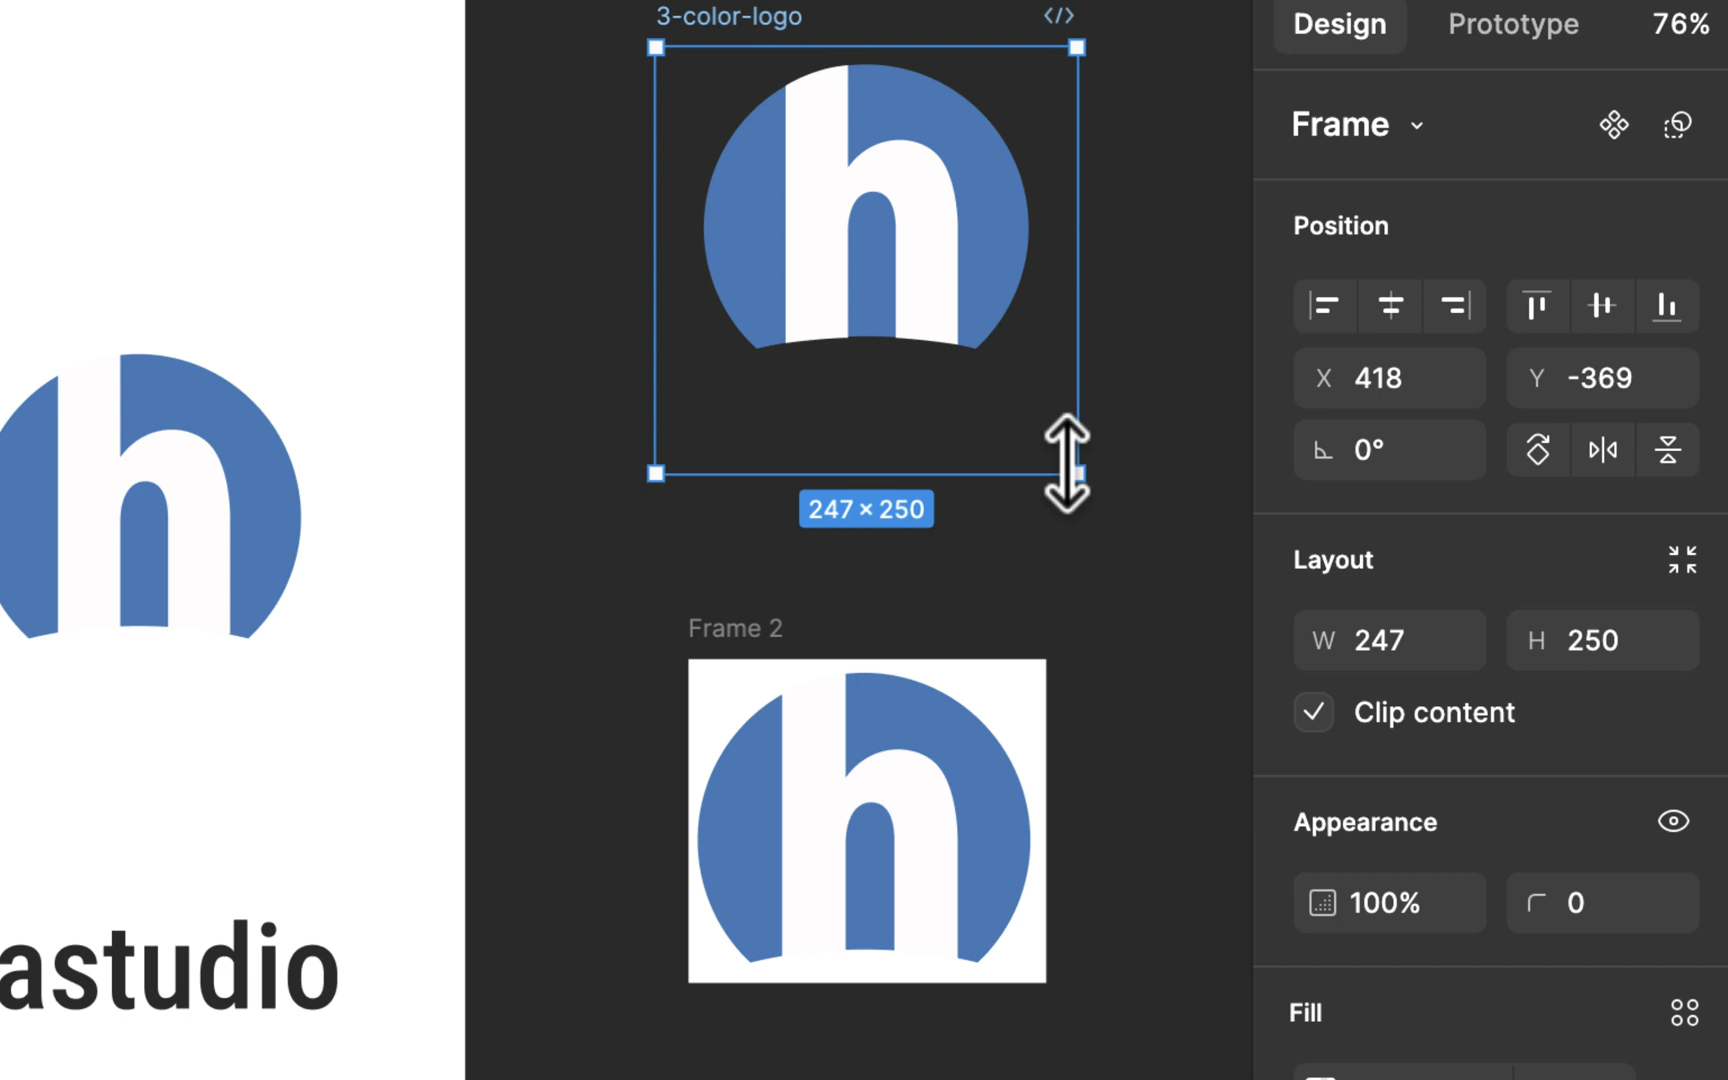 3-color-logo
</>
h
247 × 250
Frame 2
h
h
astudio
Design
Prototype
76%
Frame
Position
X 418
Y -369
0°
Layout
W 247
H 250
Clip content
Appearance
100%
0
Fill